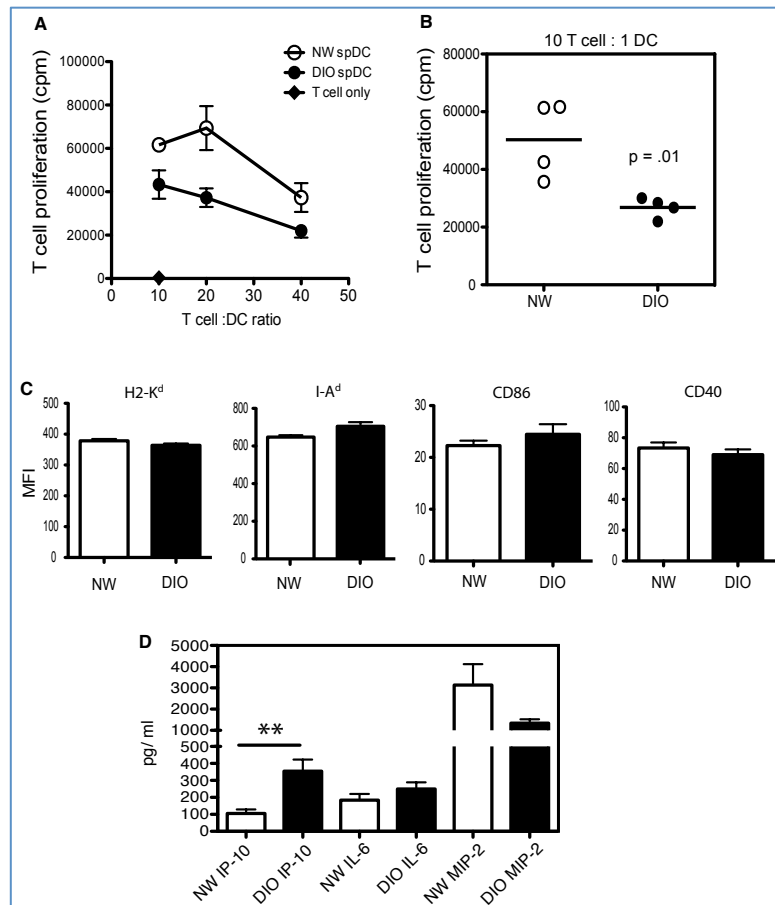 A
NW spDC
DIO spDC
T cell only
T cell proliferation (cpm)
100000
80000
60000
40000
20000
0
0 10 20 30 40 50
T cell :DC ratio
B
10 T cell : 1 DC
T cell proliferation (cpm)
80000
60000
40000
20000
0
p = .01
NW DIO
C
MFI
H2-Kᵈ
500
400
300
200
100
0
NW DIO
I-Aᵈ
800
600
400
200
0
NW DIO
CD86
30
20
10
0
NW DIO
CD40
100
80
60
40
20
0
NW DIO
D
pg/ ml
5000
4000
3000
2000
1000
500
400
300
200
100
0
**
NW IP-10
DIO IP-10
NW IL-6
DIO IL-6
NW MIP-2
DIO MIP-2